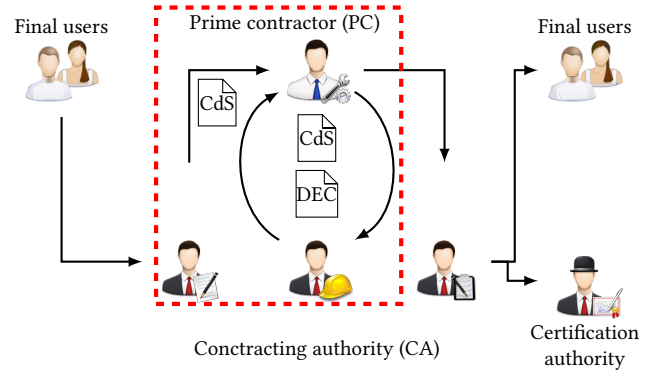 Final users
Prime contractor (PC)
Final users
CdS
CdS
DEC
Conctracting authority (CA)
Certification
authority